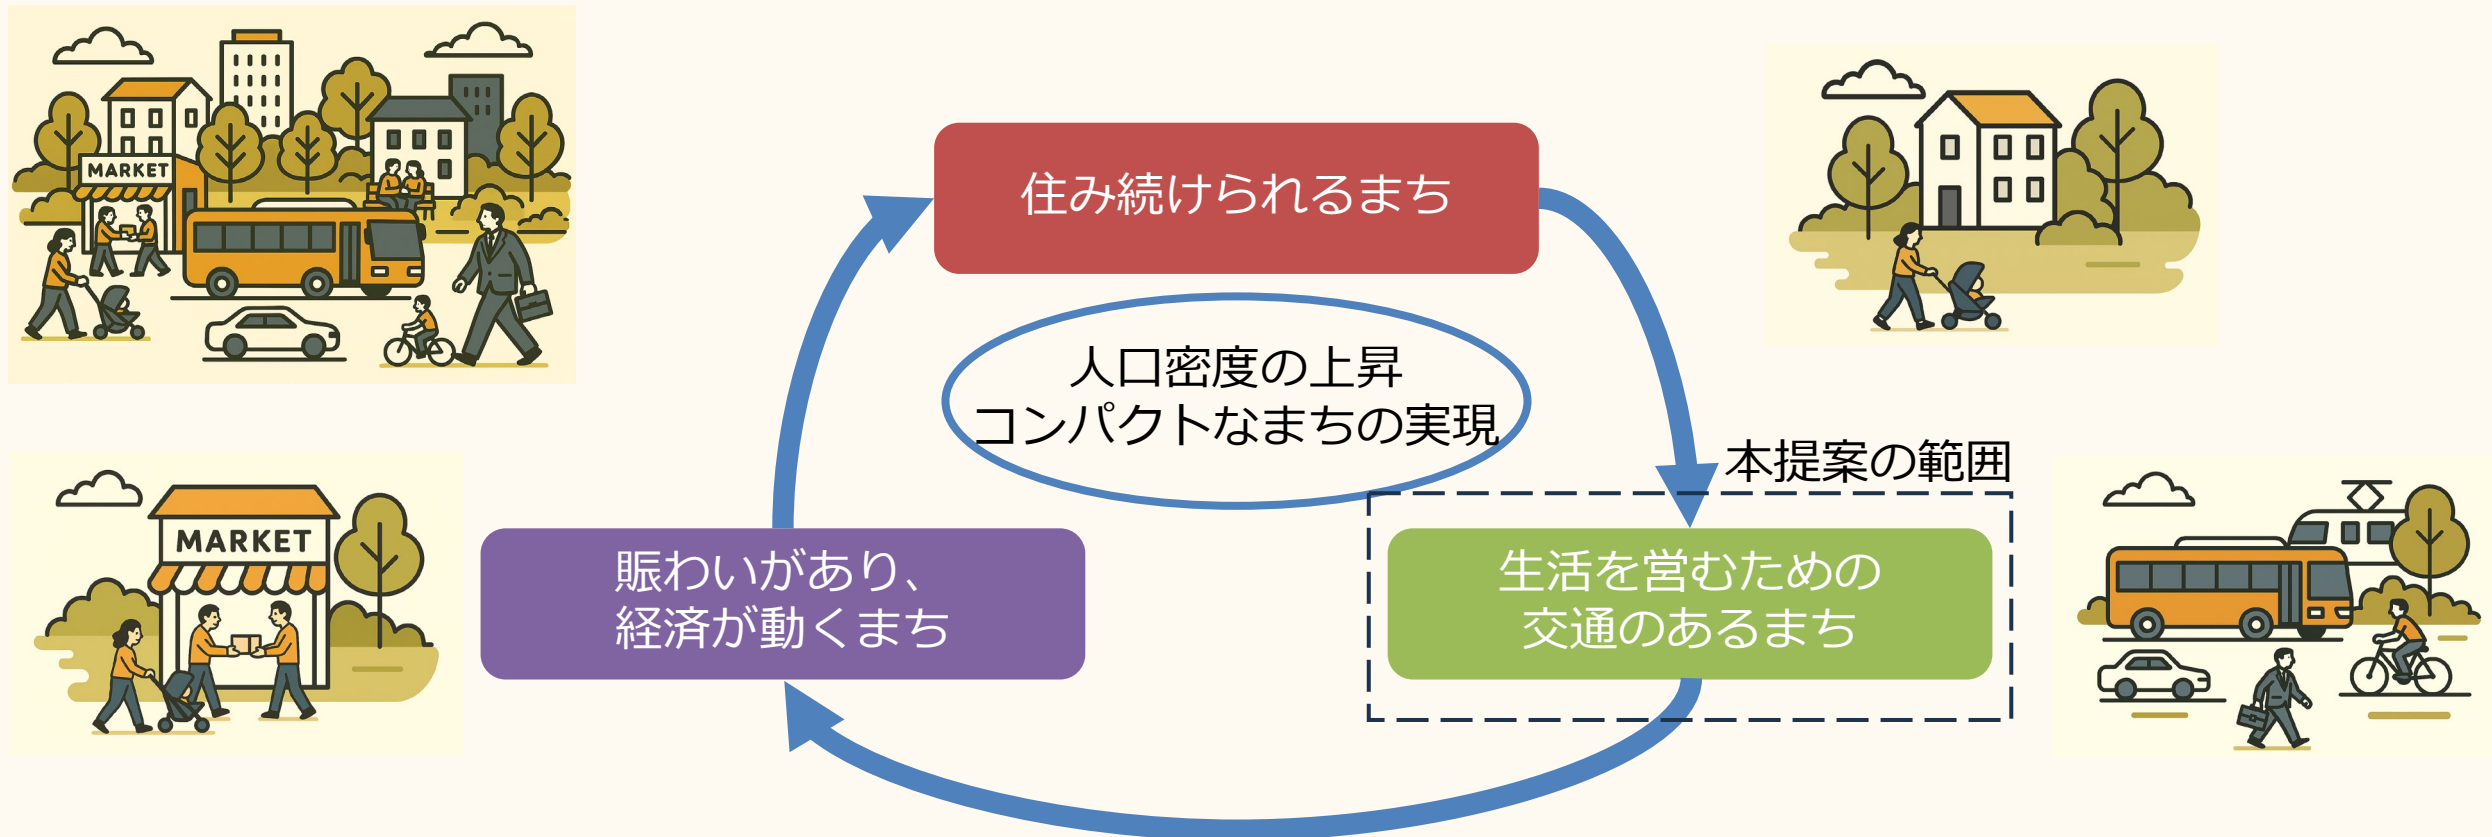 MARKET
住み続けられるまち
人口密度の上昇
コンパクトなまちの実現
本提案の範囲
MARKET
賑わいがあり、
経済が動くまち
生活を営むための
交通のあるまち